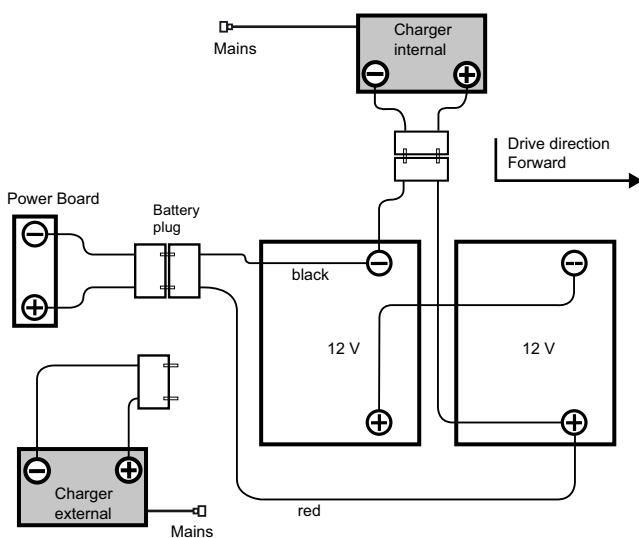 Charger
internal
Mains
Drive direction
Forward
Power Board
Battery
plug
black
12 V
12 V
Charger
external
red
Mains